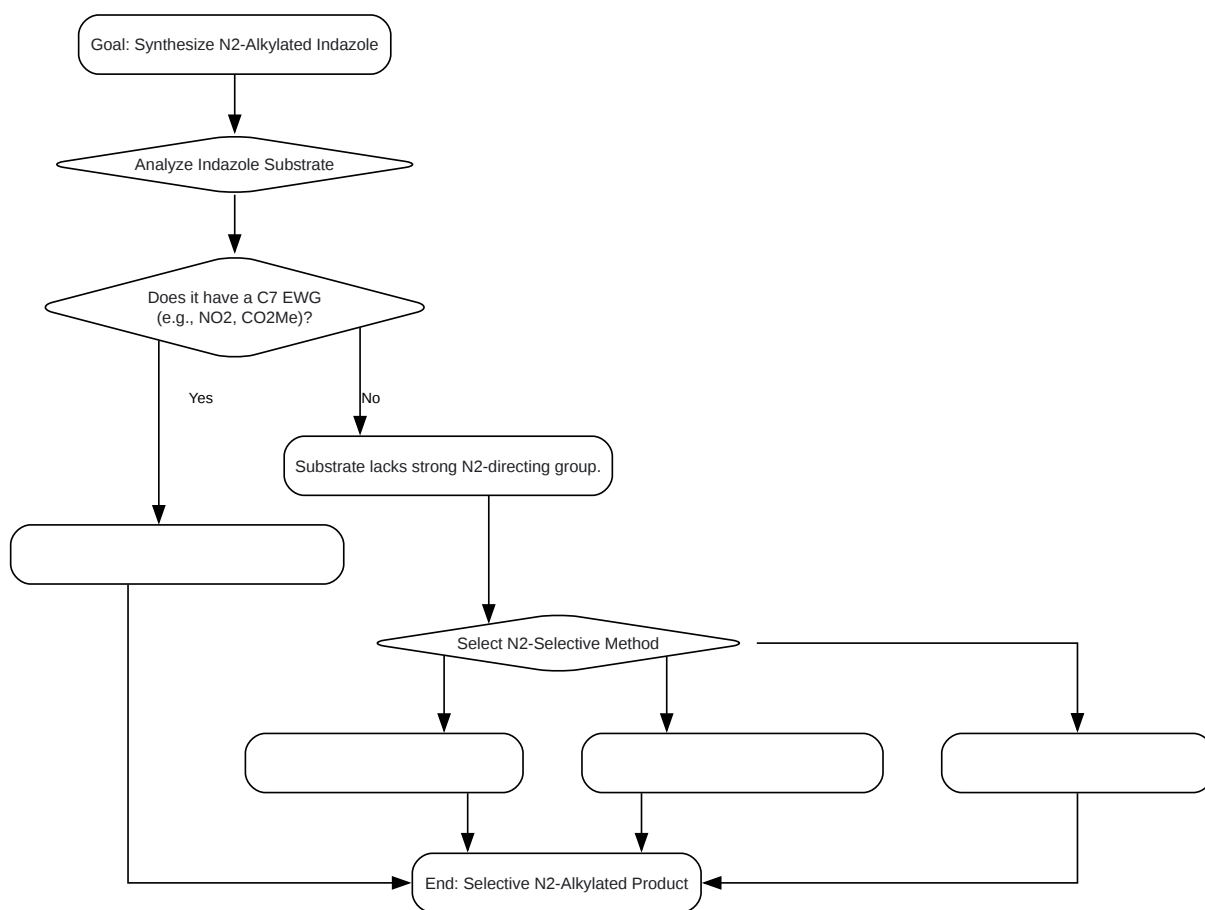 Goal: Synthesize N2-Alkylated Indazole
Analyze Indazole Substrate
Does it have a C7 EWG
(e.g., NO2, CO2Me)?
Yes
No
Substrate lacks strong N2-directing group.
Select N2-Selective Method
End: Selective N2-Alkylated Product